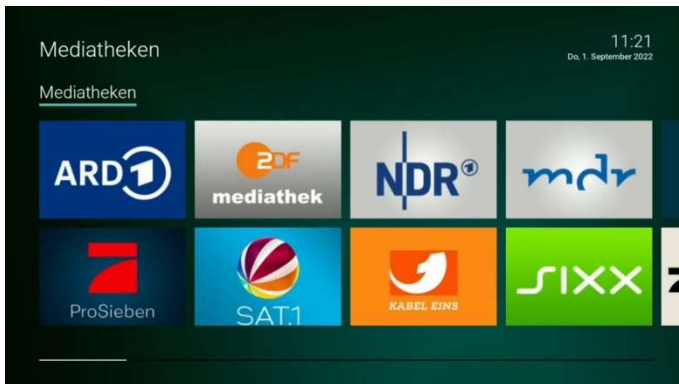 Mediatheken
11:21
Do, 1. September 2022
Mediatheken
ARD 1
ZDF
mediathek
NDR
mdr
ProSieben
SAT.1
KABEL EINS
sixx